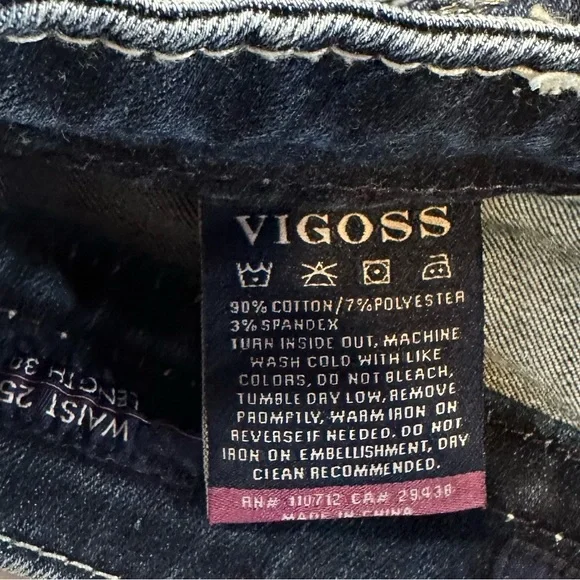 VIGOSS
90% COTTON/7%POLYESTER
3% SPANDEX
TURN INSIDE OUT, MACHINE
WASH COLD WITH LIKE
COLORS, DO NOT BLEACH,
TUMBLE DRY LOW, REMOVE
PROMPTLY, WARM IRON ON
REVERSE IF NEEDED. DO NOT
IRON ON EMBELLISHMENT, DRY
CLEAN RECOMMENDED.
RN# 110712 CA# 29438
MADE IN CHINA
WAIST 25
LENGTH 30